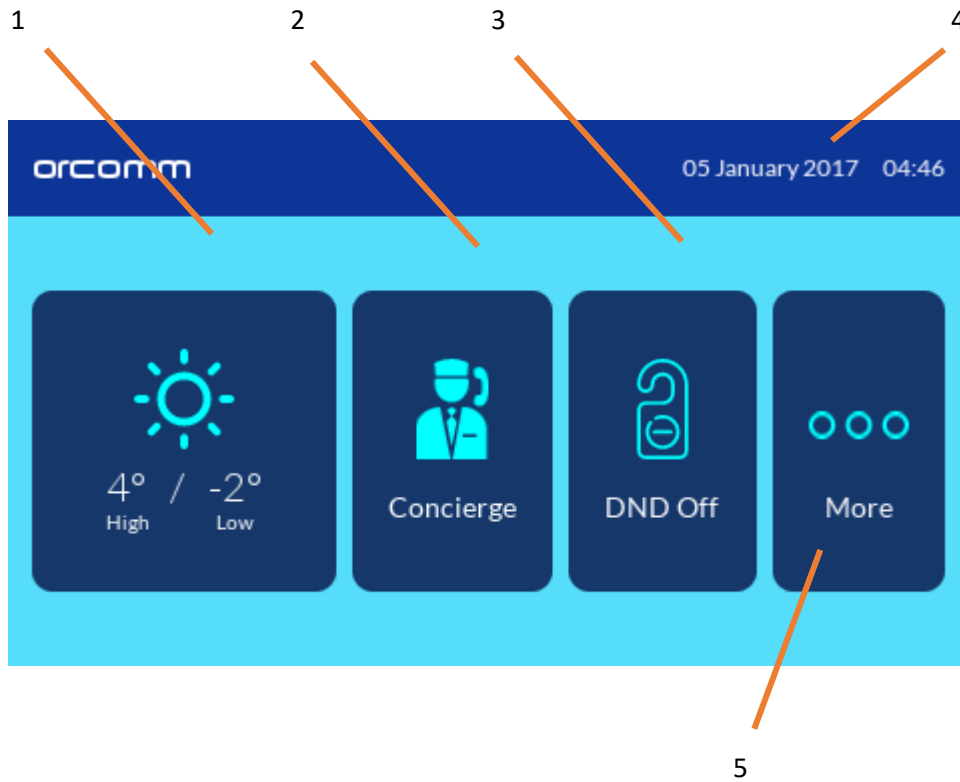 1 2 3 4
orcomm 05 January 2017 04:46
4° / -2°
High Low
Concierge DND Off More
5